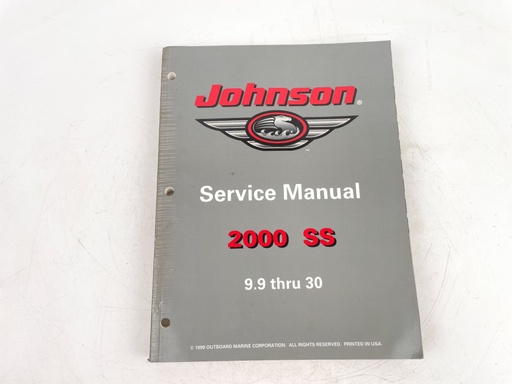 Johnson®
™
Service Manual
2000 SS
9.9 thru 30
© 1999 OUTBOARD MARINE CORPORATION. ALL RIGHTS RESERVED. PRINTED IN USA.